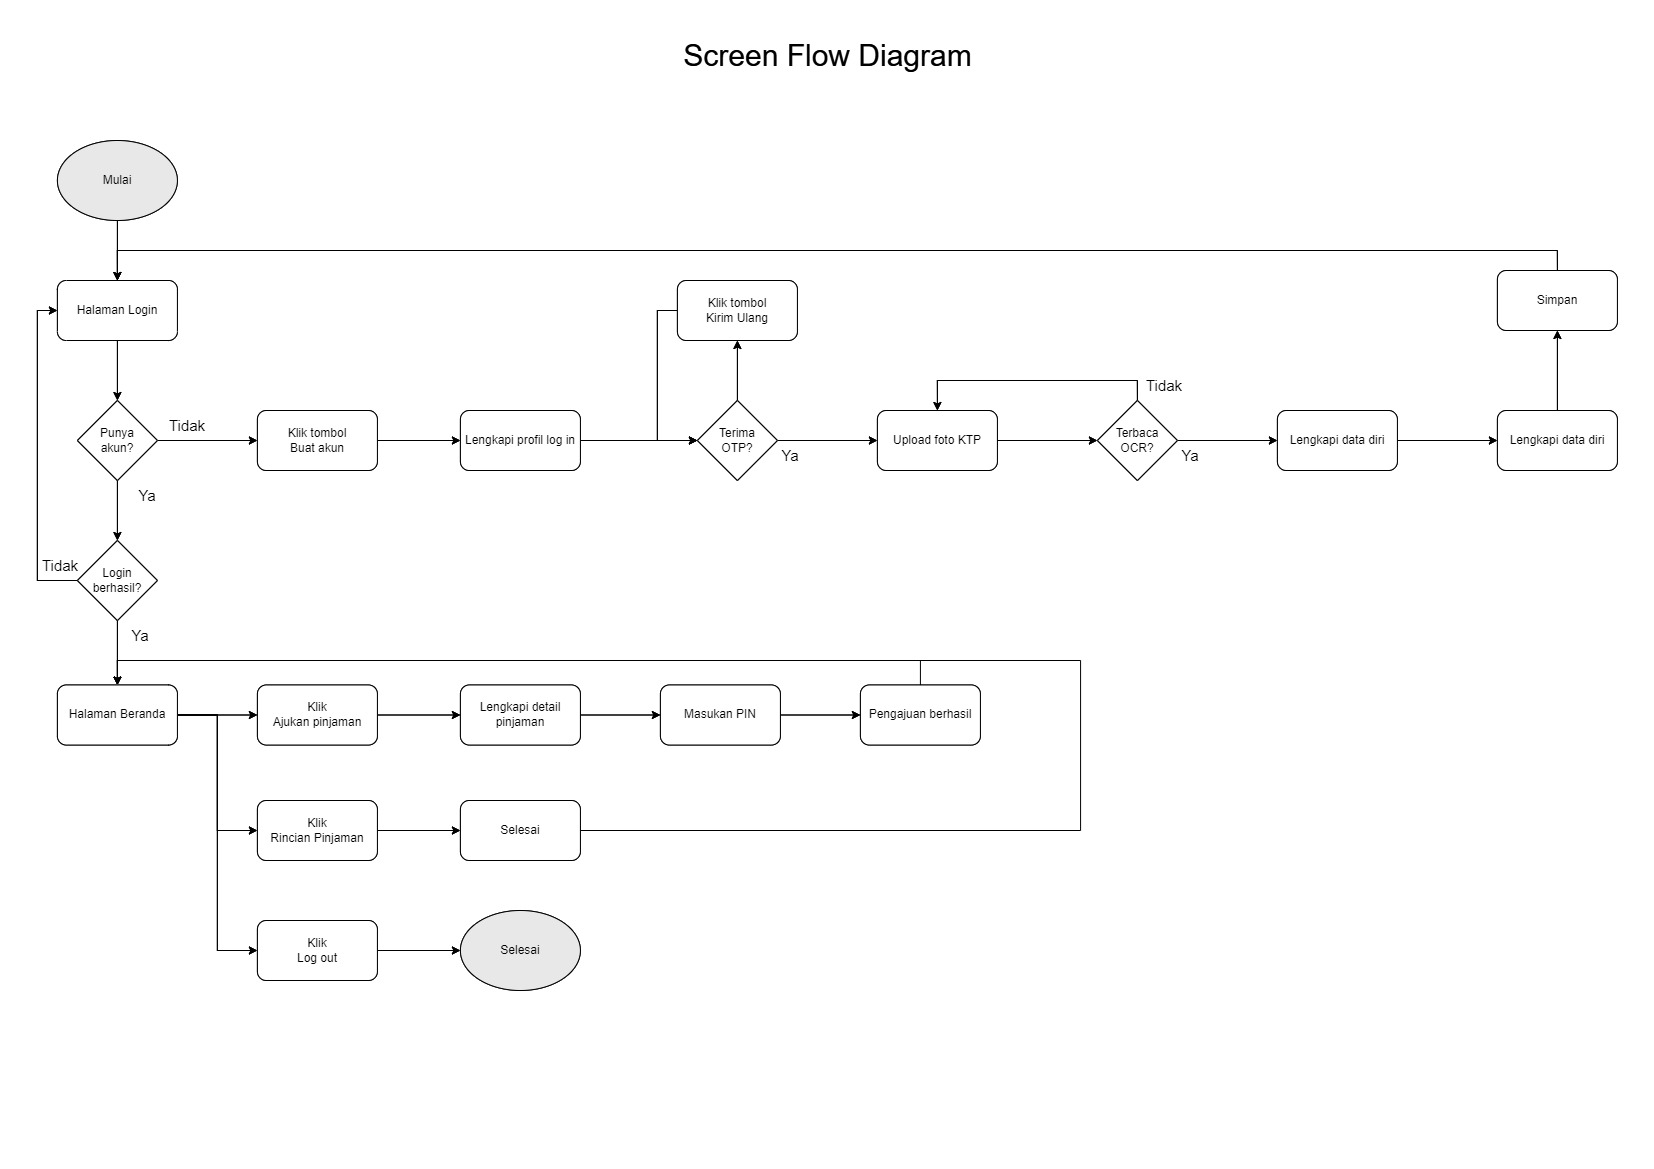 Screen Flow Diagram
Mulai
Halaman Login
Klik tombol
Kirim Ulang
Simpan
Punya
akun?
Tidak
Klik tombol
Buat akun
Lengkapi profil log in
Terima
OTP?
Ya
Upload foto KTP
Terbaca
OCR?
Tidak
Ya
Lengkapi data diri
Lengkapi data diri
Ya
Login
berhasil?
Tidak
Ya
Halaman Beranda
Klik
Ajukan pinjaman
Lengkapi detail
pinjaman
Masukan PIN
Pengajuan berhasil
Klik
Rincian Pinjaman
Selesai
Klik
Log out
Selesai